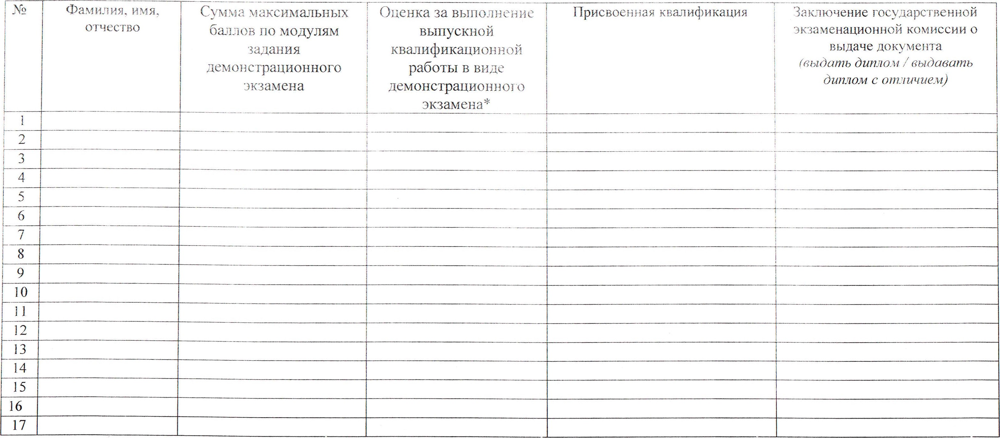 №
Фамилия, имя,
отчество
Сумма максимальных
баллов по модулям
задания
демонстрационного
экзамена
Оценка за выполнение
выпускной
квалификационной
работы в виде
демонстрационного
экзамена*
Присвоенная квалификация
Заключение государственной
экзаменационной комиссии о
выдаче документа
(выдать диплом / выдавать
диплом с отличием)
№
1
2
3
4
5
6
7
8
9
10
11
12
13
14
15
16
17